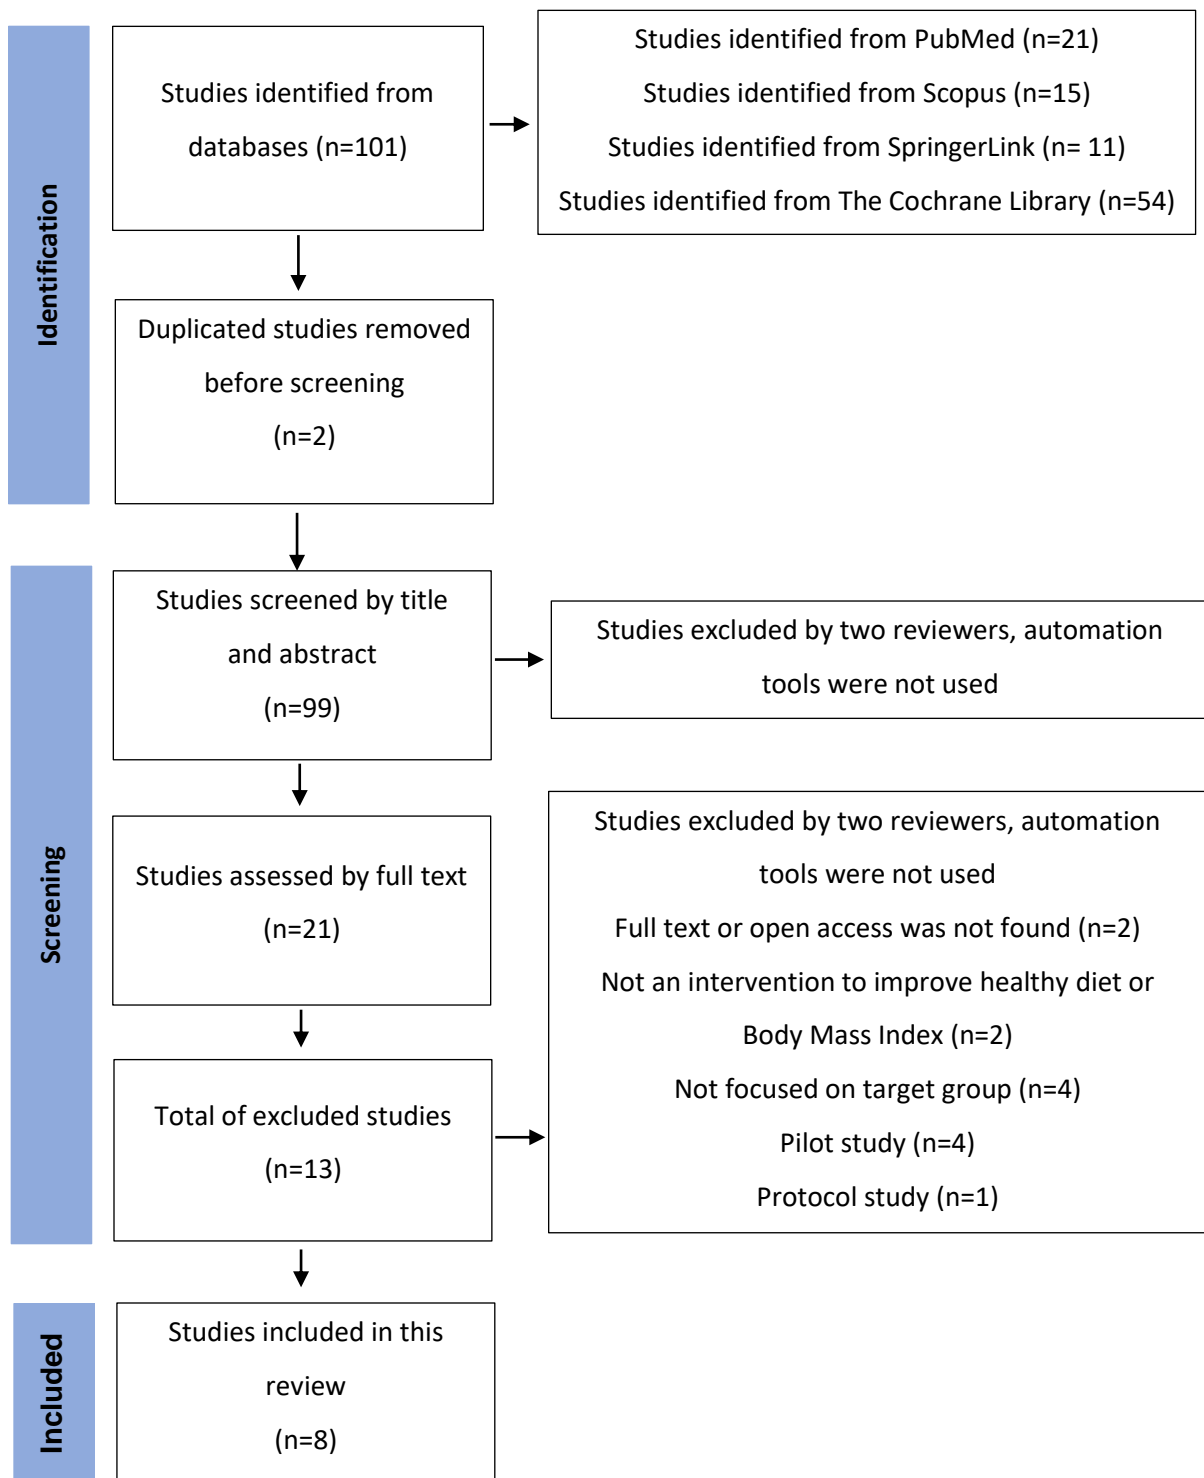 Identification
Studies identified from
databases (n=101)
Studies identified from PubMed (n=21)
Studies identified from Scopus (n=15)
Studies identified from SpringerLink (n= 11)
Studies identified from The Cochrane Library (n=54)
Duplicated studies removed
before screening
(n=2)
Screening
Studies screened by title
and abstract
(n=99)
Studies excluded by two reviewers, automation
tools were not used
Studies assessed by full text
(n=21)
Total of excluded studies
(n=13)
Studies excluded by two reviewers, automation
tools were not used
Full text or open access was not found (n=2)
Not an intervention to improve healthy diet or
Body Mass Index (n=2)
Not focused on target group (n=4)
Pilot study (n=4)
Protocol study (n=1)
Included
Studies included in this
review
(n=8)